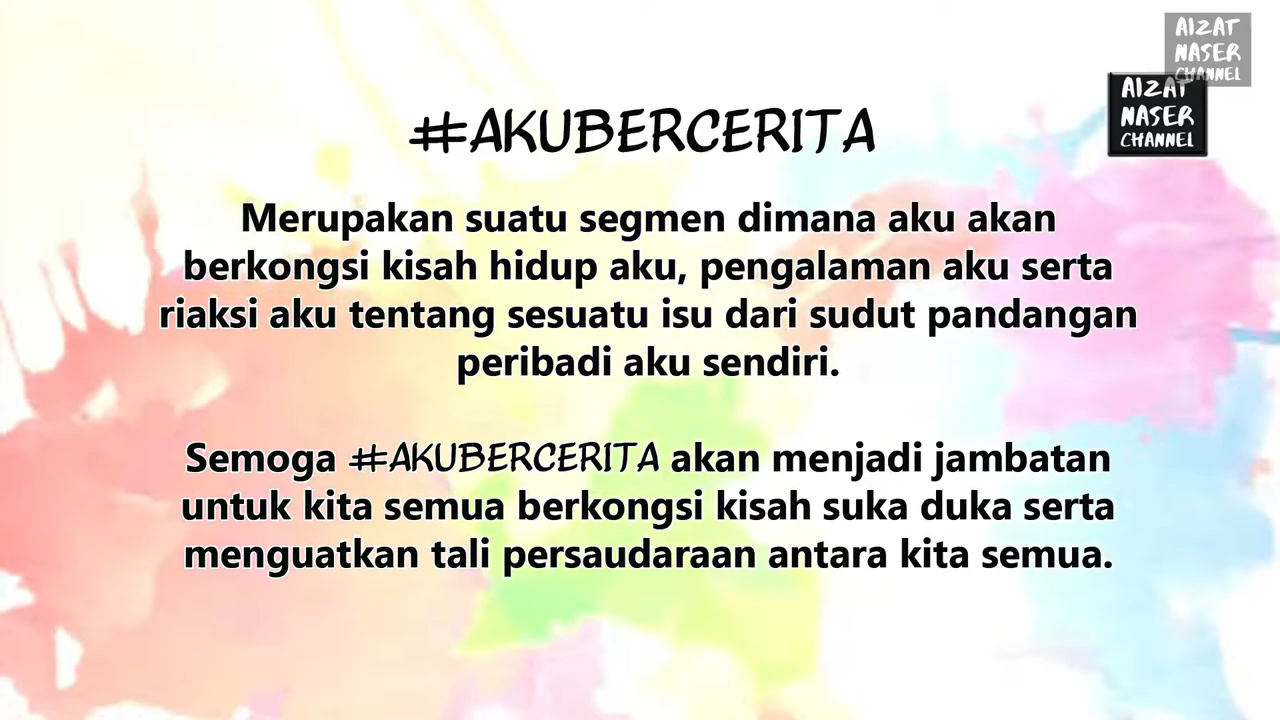 AIZAT
NASER
CHANNEL
AIZAT
NASER
CHANNEL
#AKUBERCERITA
Merupakan suatu segmen dimana aku akan
berkongsi kisah hidup aku, pengalaman aku serta
riaksi aku tentang sesuatu isu dari sudut pandangan
peribadi aku sendiri.
Semoga #AKUBERCERITA akan menjadi jambatan
untuk kita semua berkongsi kisah suka duka serta
menguatkan tali persaudaraan antara kita semua.